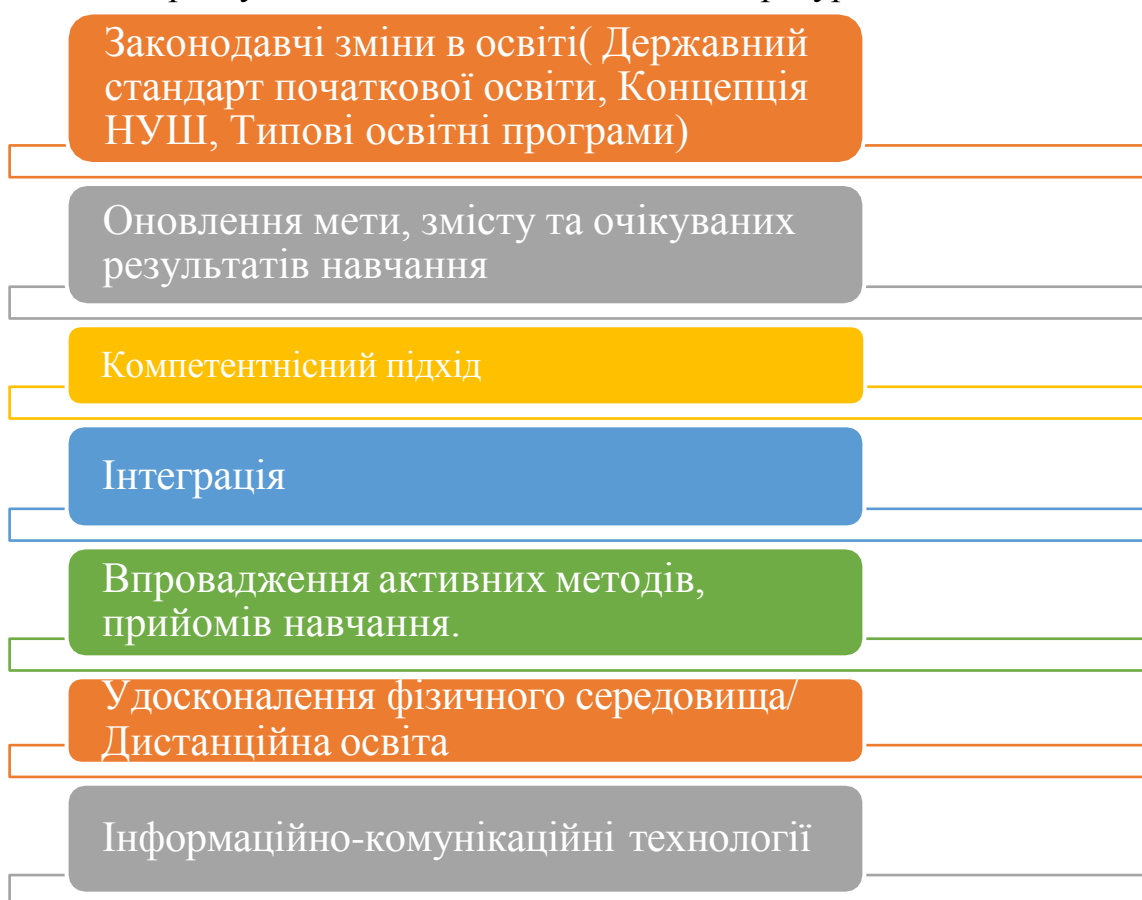 Законодавчі зміни в освіті( Державний
стандарт початкової освіти, Концепція
НУШ, Типові освітні програми)
Оновлення мети, змісту та очікуваних
результатів навчання
Компетентнісний підхід
Інтеграція
Впровадження активних методів,
прийомів навчання.
Удосконалення фізичного середовища/
Дистанційна освіта
Інформаційно-комунікаційні технології